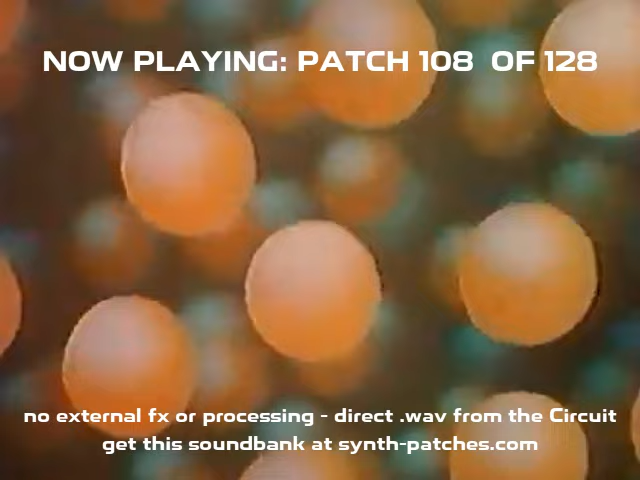 NOW PLAYING: PATCH 108 OF 128
no external fx or processing - direct .wav from the Circuit
get this soundbank at synth-patches.com